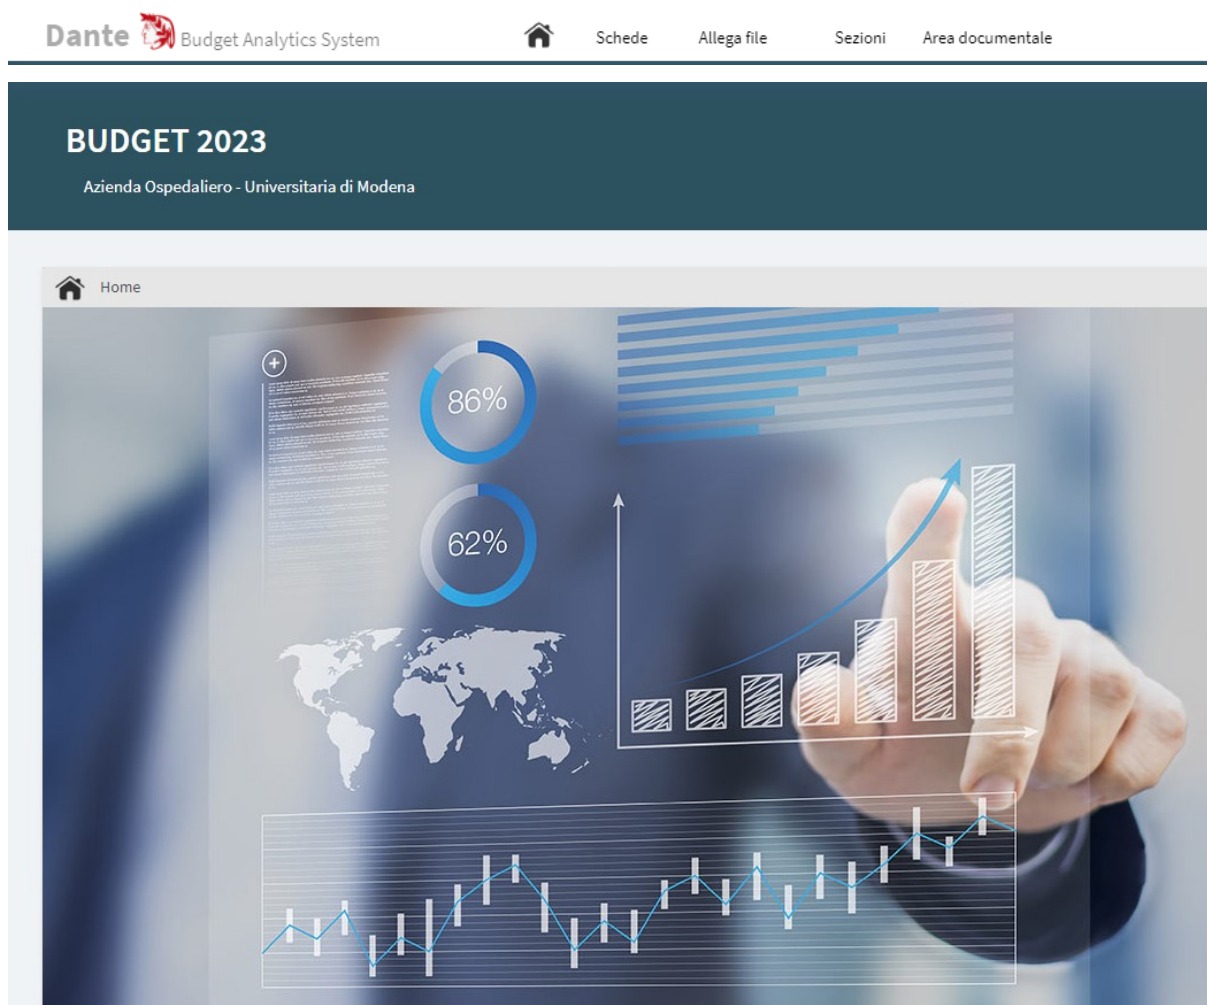 Dante Budget Analytics System
Schede Allega file Sezioni Area documentale
BUDGET 2023
Azienda Ospedaliero - Universitaria di Modena
Home
86%
62%